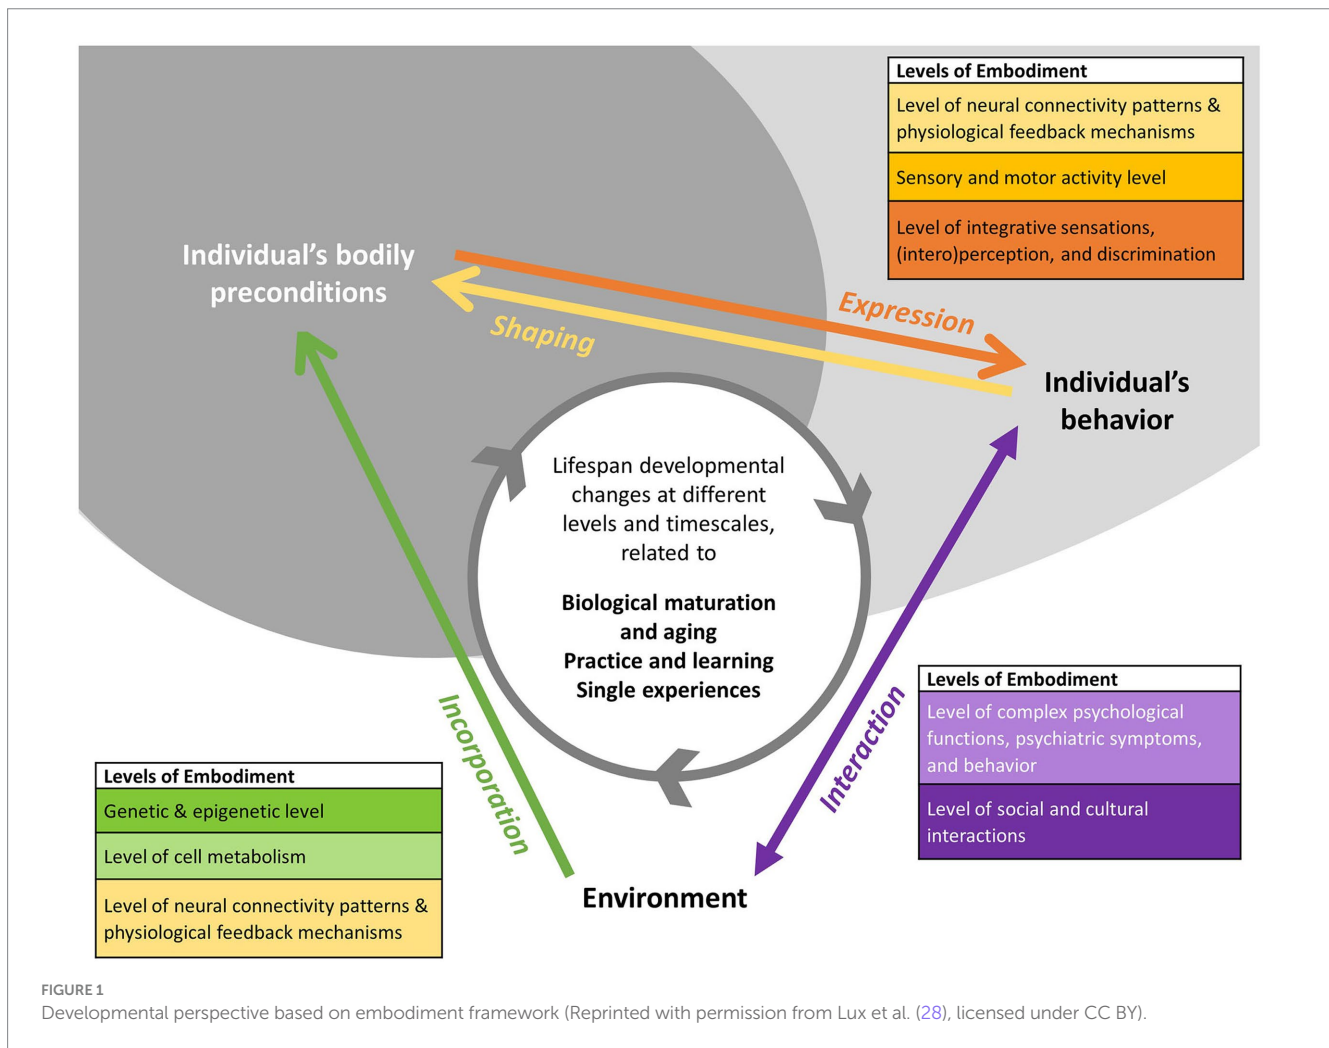 Levels of Embodiment
Level of neural connectivity patterns &
physiological feedback mechanisms
Sensory and motor activity level
Level of integrative sensations,
(intero)perception, and discrimination
Individual's bodily
preconditions
Expression
Shaping
Individual's
behavior
Lifespan developmental
changes at different
levels and timescales,
related to
Biological maturation
and aging
Practice and learning
Single experiences
Incorporation
Interaction
Levels of Embodiment
Level of complex psychological
functions, psychiatric symptoms,
and behavior
Level of social and cultural
interactions
Levels of Embodiment
Genetic & epigenetic level
Level of cell metabolism
Level of neural connectivity patterns &
physiological feedback mechanisms
Environment
FIGURE 1
Developmental perspective based on embodiment framework (Reprinted with permission from Lux et al. (28), licensed under CC BY).